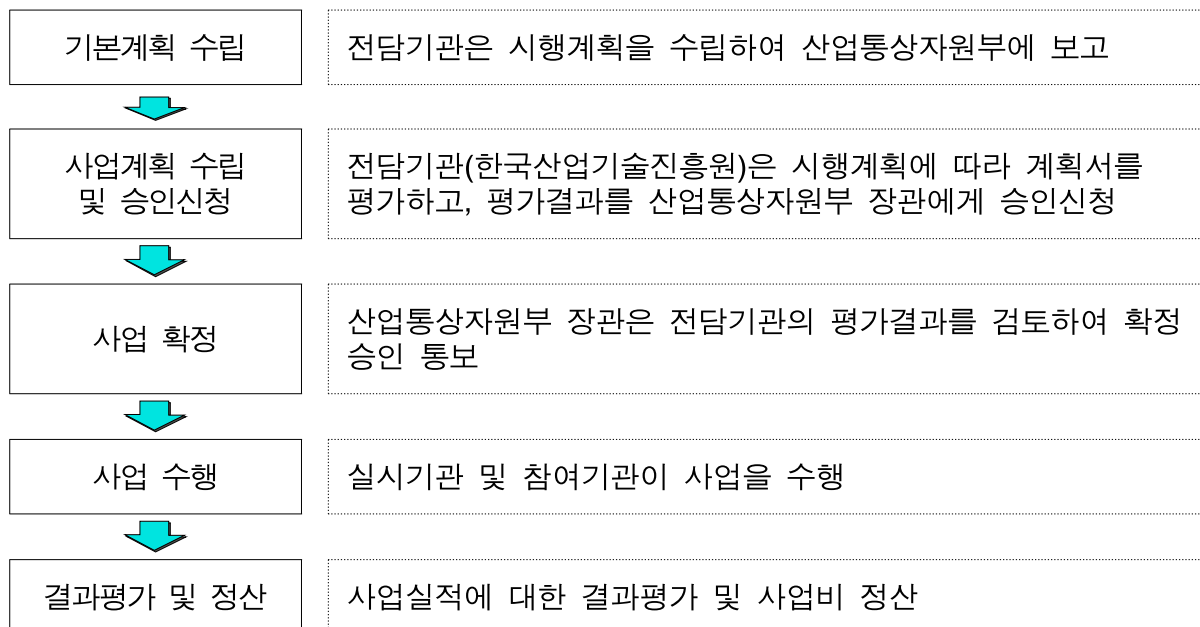 기본계획 수립
전담기관은 시행계획을 수립하여 산업통상자원부에 보고
사업계획 수립
및 승인신청
전담기관(한국산업기술진흥원)은 시행계획에 따라 계획서를
평가하고, 평가결과를 산업통상자원부 장관에게 승인신청
사업 확정
산업통상자원부 장관은 전담기관의 평가결과를 검토하여 확정
승인 통보
사업 수행
실시기관 및 참여기관이 사업을 수행
결과평가 및 정산
사업실적에 대한 결과평가 및 사업비 정산